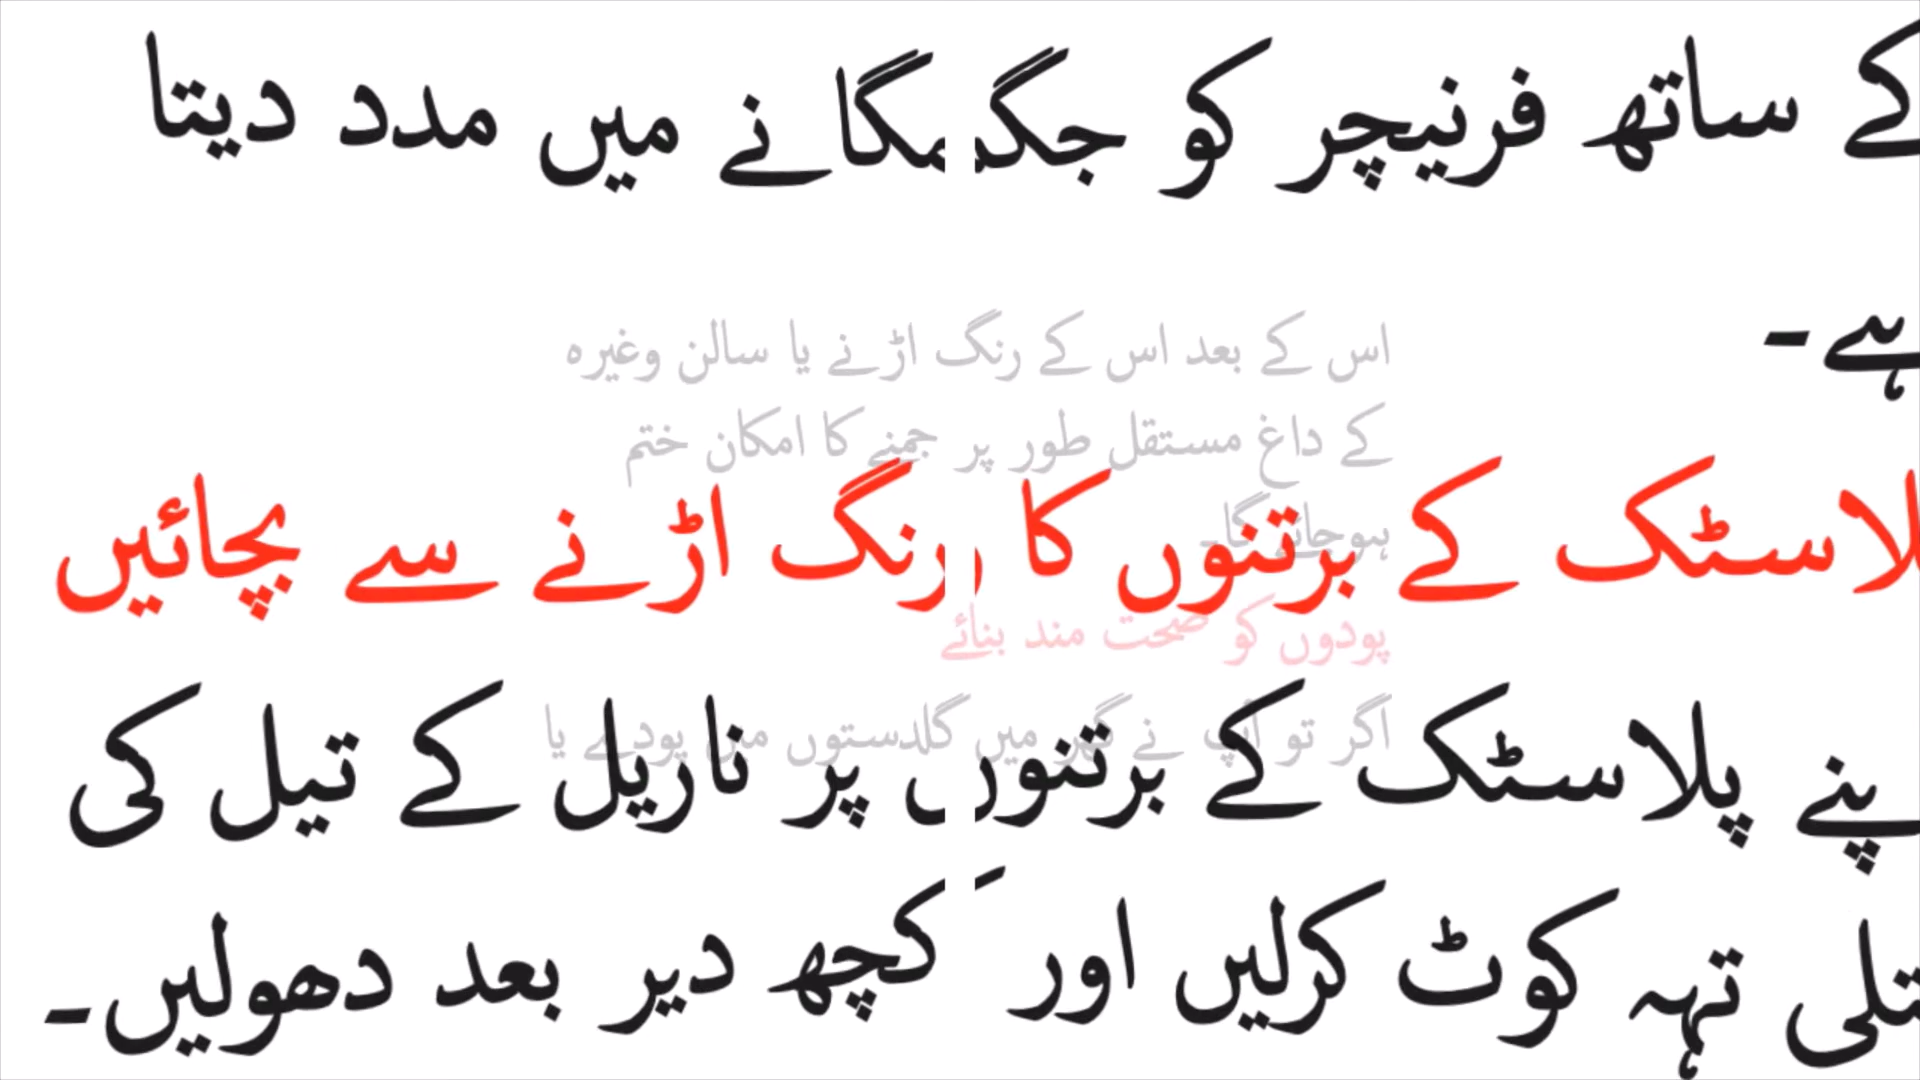 کے ساتھ فرنیچر کو جگمگانے میں مدد دیتا
ہے۔
اس کے بعد اس کے رنگ اڑنے یا سالن وغیرہ
کے داغ مستقل طور پر جمنے کا امکان ختم
ہوجائے گا۔
پلاسٹک کے برتنوں کا رنگ اڑنے سے بچائیں
پودوں کو صحت مند بنائے
اگر تو آپ نے گھر میں گلدستوں میں پودے یا
اپنے پلاسٹک کے برتنوں پر ناریل کے تیل کی
پتلی تہہ کوٹ کرلیں اور کچھ دیر بعد دھولیں۔